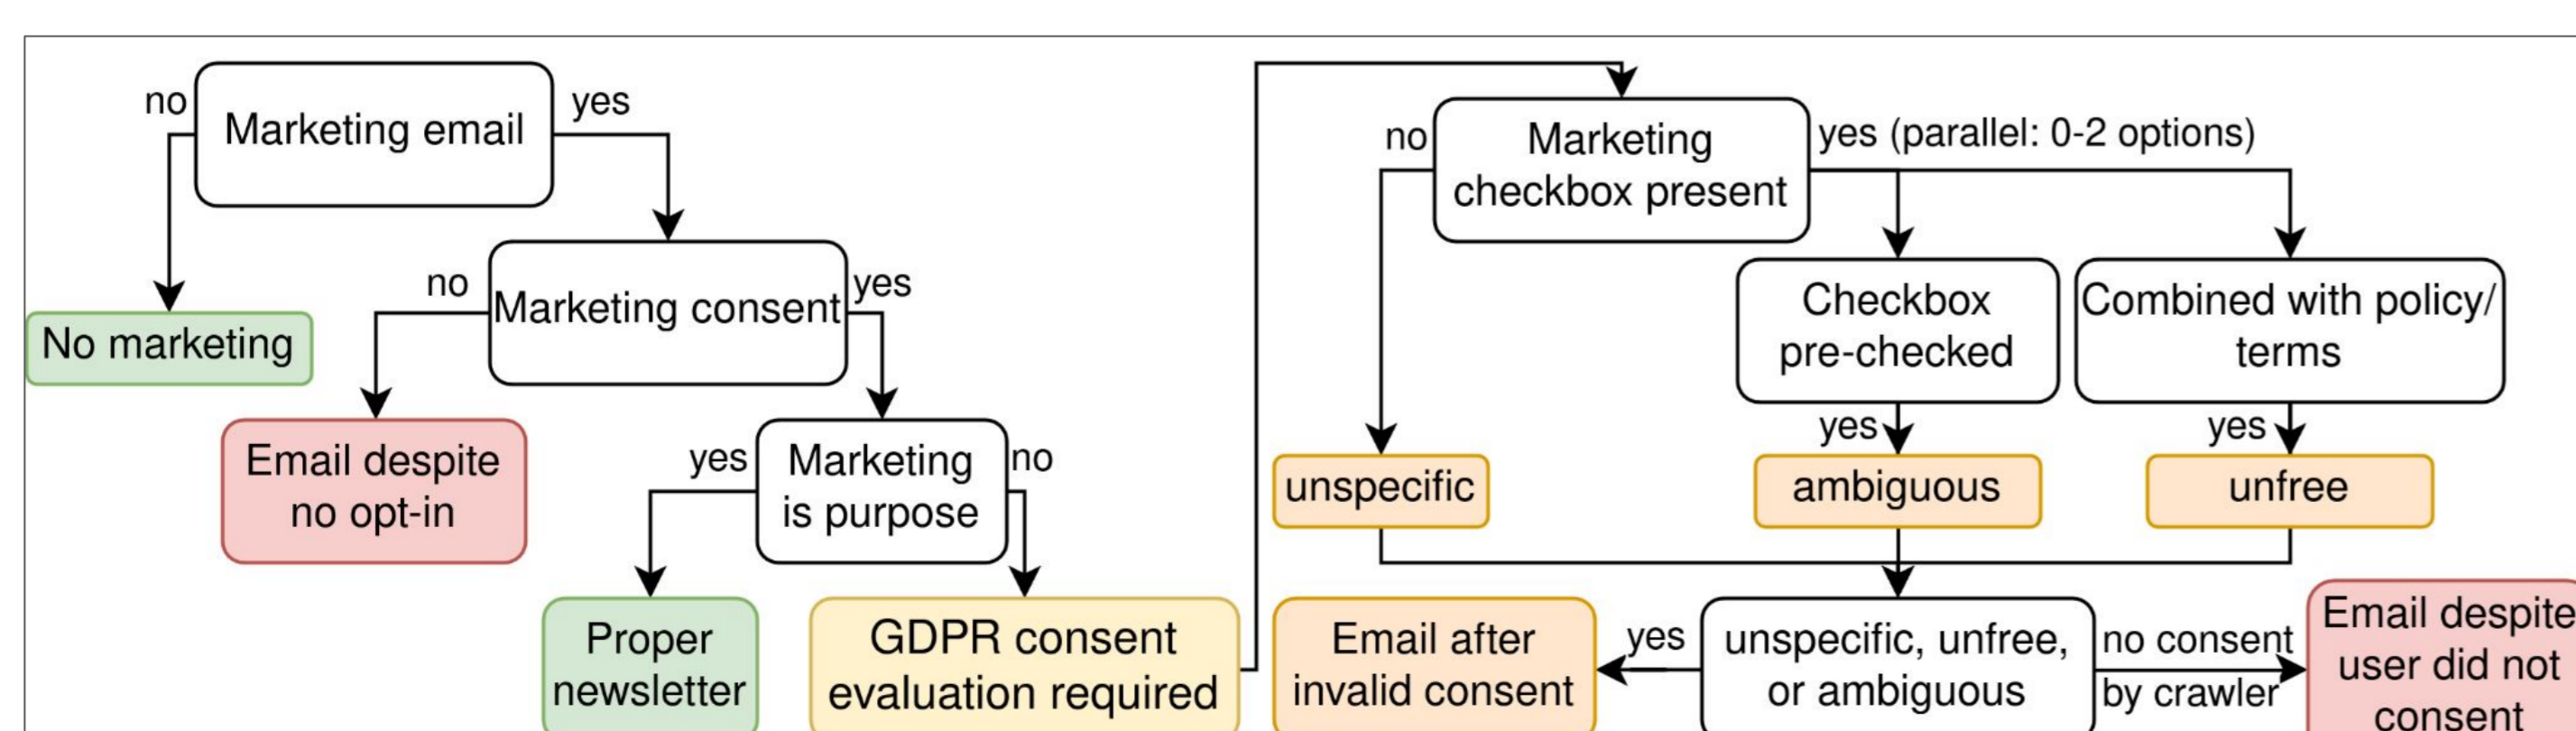 no
Marketing email
yes
No marketing
no
Marketing consent
yes
Email despite
no opt-in
yes
Marketing
is purpose
no
Proper
newsletter
GDPR consent
evaluation required
no
Marketing
checkbox present
yes (parallel: 0-2 options)
Checkbox
pre-checked
Combined with policy/
terms
yes
yes
unspecific
ambiguous
unfree
Email after
invalid consent
yes
unspecific, unfree,
or ambiguous
no consent
by crawler
Email despite
user did not
consent